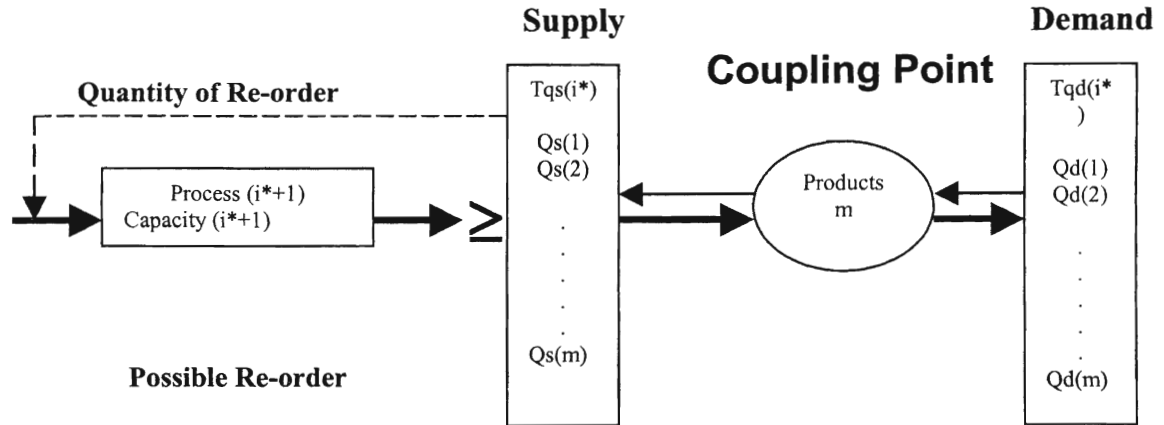 Supply
Demand
Coupling Point
Quantity of Re-order
Process (i*+1)
Capacity (i*+1)
≥
Tqs(i*)
Qs(1)
Qs(2)
.
.
.
.
.
Qs(m)
Products
m
Tqd(i*
)
Qd(1)
Qd(2)
.
.
.
.
.
Qd(m)
Possible Re-order